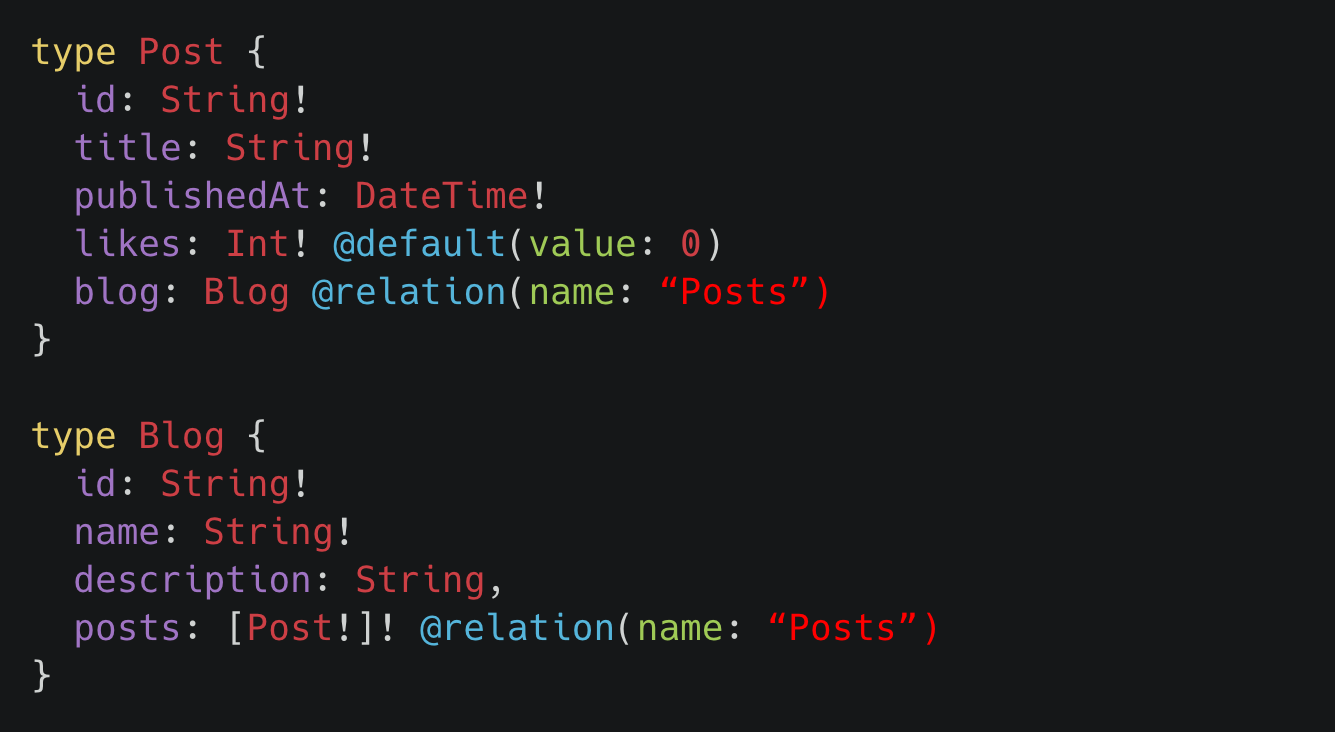 type Post {
  id: String!
  title: String!
  publishedAt: DateTime!
  likes: Int! @default(value: 0)
  blog: Blog @relation(name: “Posts”)
}

type Blog {
  id: String!
  name: String!
  description: String,
  posts: [Post!]! @relation(name: “Posts”)
}